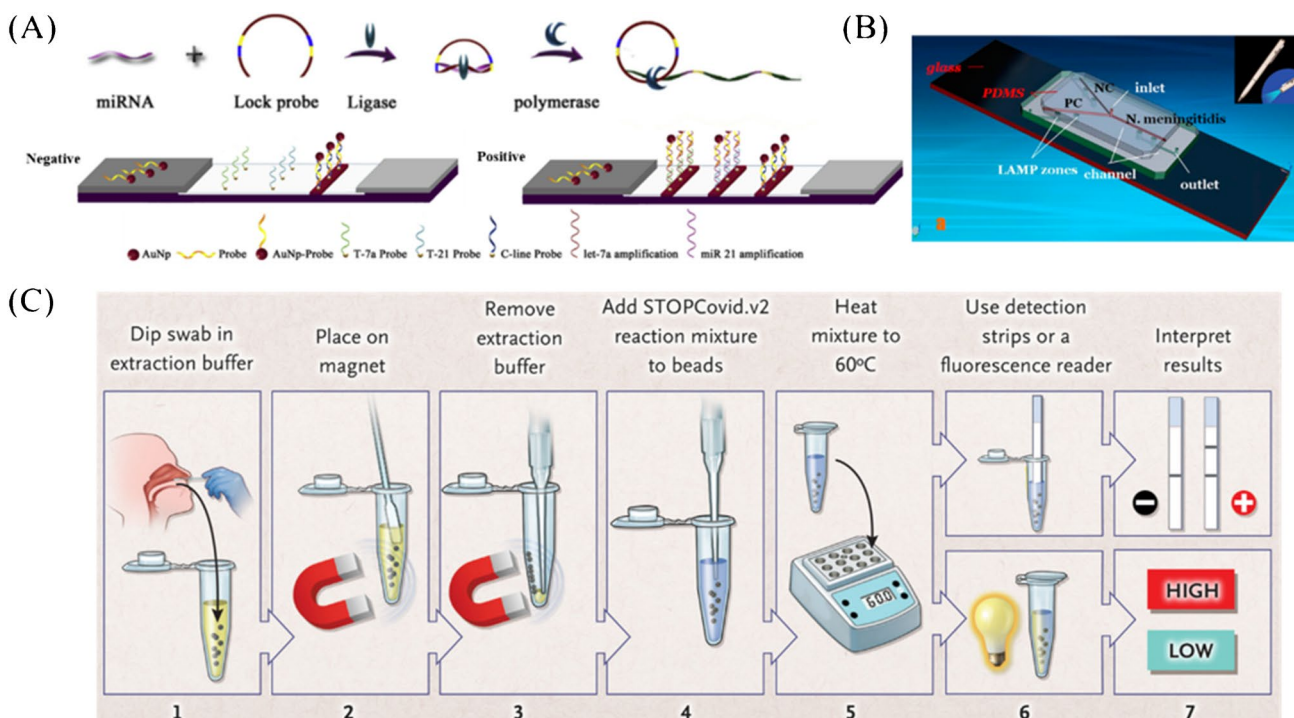 (A)
miRNA
+
Lock probe
Ligase
polymerase
Negative
Positive
AuNp
Probe
AuNp-Probe
T-7a Probe
T-21 Probe
C-line Probe
let-7a amplification
miR 21 amplification
(B)
glass
PDMS
NC
inlet
PC
N. meningitidis
LAMP zones
channel
outlet
(C)
Dip swab in
extraction buffer
Place on
magnet
Remove
extraction
buffer
Add STOPCovid.v2
reaction mixture
to beads
Heat
mixture to
60ºC
Use detection
strips or a
fluorescence reader
Interpret
results
60.0
HIGH
LOW
1
2
3
4
5
6
7